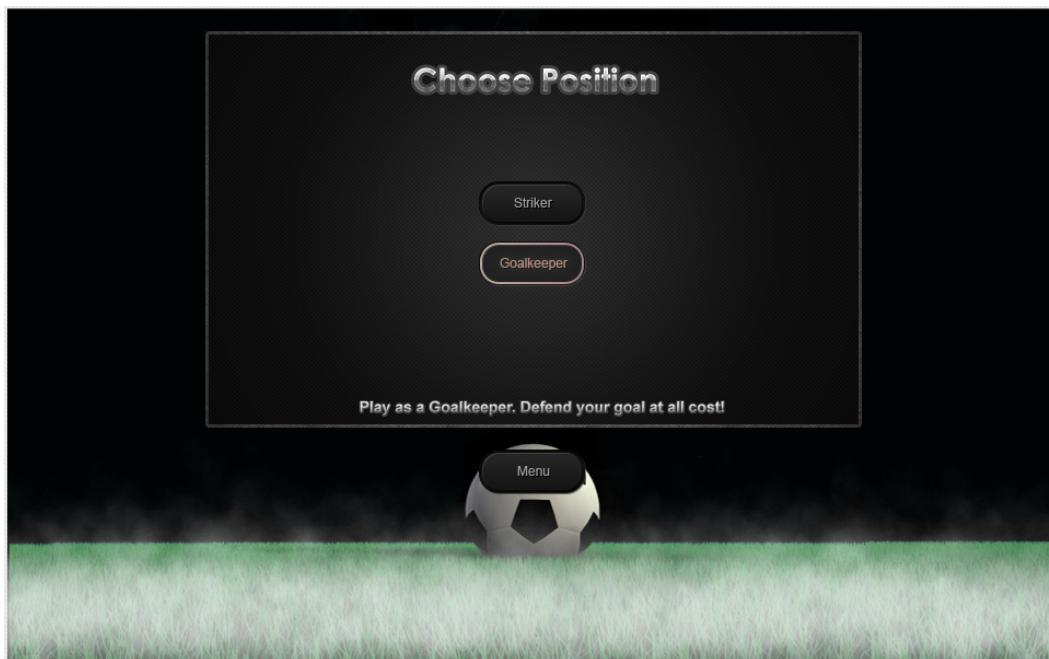 Choose Position
Striker
Goalkeeper
Play as a Goalkeeper. Defend your goal at all cost!
Menu